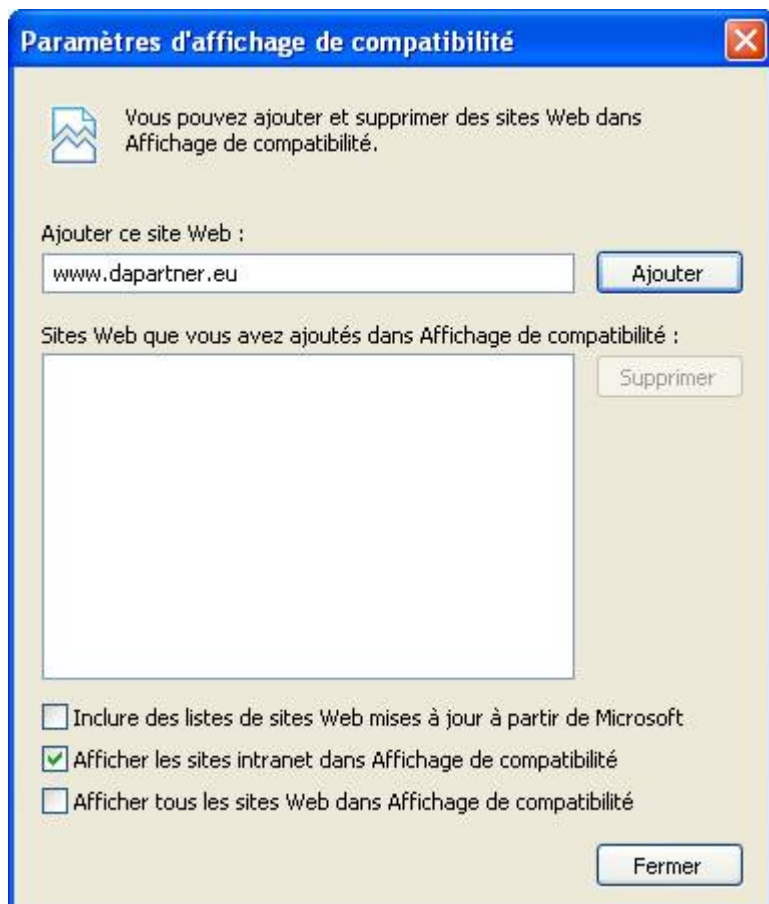 Paramètres d'affichage de compatibilité
Vous pouvez ajouter et supprimer des sites Web dans
Affichage de compatibilité.
Ajouter ce site Web :
www.dapartner.eu
Ajouter
Sites Web que vous avez ajoutés dans Affichage de compatibilité :
Supprimer
Inclure des listes de sites Web mises à jour à partir de Microsoft
Afficher les sites intranet dans Affichage de compatibilité
Afficher tous les sites Web dans Affichage de compatibilité
Fermer